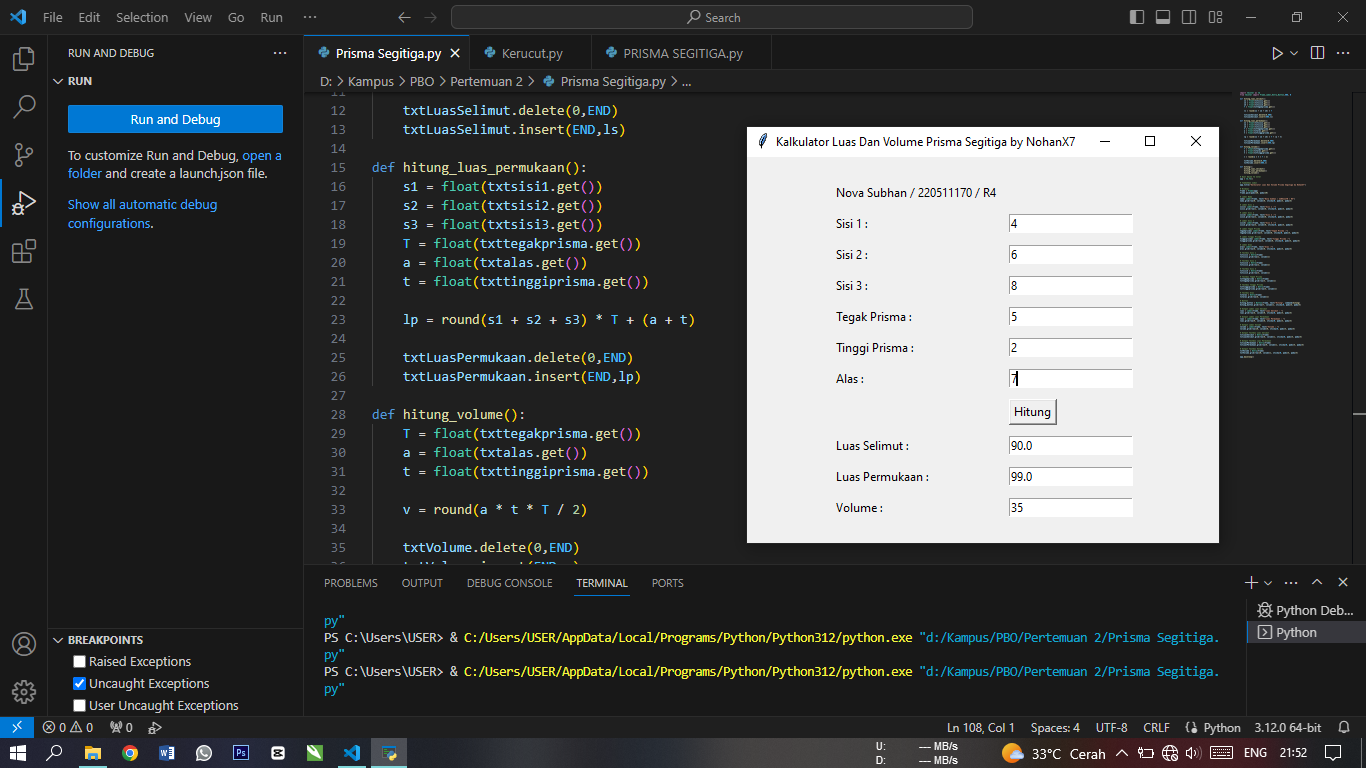 File Edit Selection View Go Run ··· Search
RUN AND DEBUG ···
RUN
Run and Debug
To customize Run and Debug, open a
folder and create a launch.json file.
Show all automatic debug
configurations.
BREAKPOINTS
Raised Exceptions
Uncaught Exceptions
User Uncaught Exceptions
Prisma Segitiga.py Kerucut.py PRISMA SEGITIGA.py
D: > Kampus > PBO > Pertemuan 2 > Prisma Segitiga.py > ...
11
12 txtLuasSelimut.delete(0,END)
13 txtLuasSelimut.insert(END,ls)
14
15 def hitung_luas_permukaan():
16 s1 = float(txtsisi1.get())
17 s2 = float(txtsisi2.get())
18 s3 = float(txtsisi3.get())
19 T = float(txttegakprisma.get())
20 a = float(txtalas.get())
21 t = float(txttinggiprisma.get())
22
23 lp = round(s1 + s2 + s3) * T + (a + t)
24
25 txtLuasPermukaan.delete(0,END)
26 txtLuasPermukaan.insert(END,lp)
27
28 def hitung_volume():
29 T = float(txttegakprisma.get())
30 a = float(txtalas.get())
31 t = float(txttinggiprisma.get())
32
33 v = round(a * t * T / 2)
34
35 txtVolume.delete(0,END)
Kalkulator Luas Dan Volume Prisma Segitiga by NohanX7
Nova Subhan / 220511170 / R4
Sisi 1 : 4
Sisi 2 : 6
Sisi 3 : 8
Tegak Prisma : 5
Tinggi Prisma : 2
Alas : 7
Hitung
Luas Selimut : 90.0
Luas Permukaan : 99.0
Volume : 35
PROBLEMS OUTPUT DEBUG CONSOLE TERMINAL PORTS
py"
PS C:\Users\USER> & C:/Users/USER/AppData/Local/Programs/Python/Python312/python.exe "d:/Kampus/PBO/Pertemuan 2/Prisma Segitiga.
py"
PS C:\Users\USER> & C:/Users/USER/AppData/Local/Programs/Python/Python312/python.exe "d:/Kampus/PBO/Pertemuan 2/Prisma Segitiga.
py"
Python Deb...
Python
0 0 0 Ln 108, Col 1 Spaces: 4 UTF-8 CRLF Python 3.12.0 64-bit
U: --- MB/s
D: --- MB/s
33°C Cerah ENG 21:52